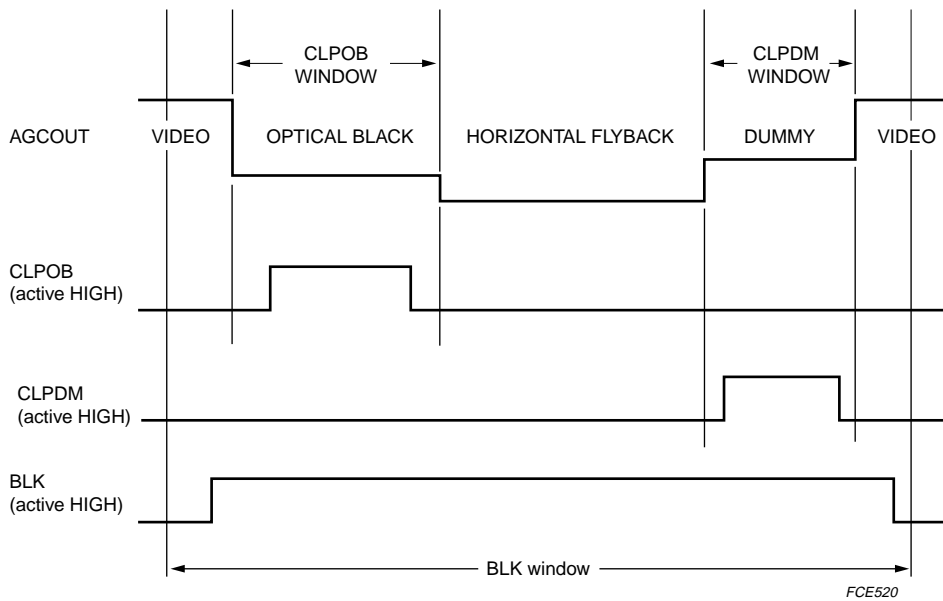 CLPOB
WINDOW
CLPDM
WINDOW
AGCOUT
VIDEO
OPTICAL BLACK
HORIZONTAL FLYBACK
DUMMY
VIDEO
CLPOB
(active HIGH)
CLPDM
(active HIGH)
BLK
(active HIGH)
BLK window
FCE520